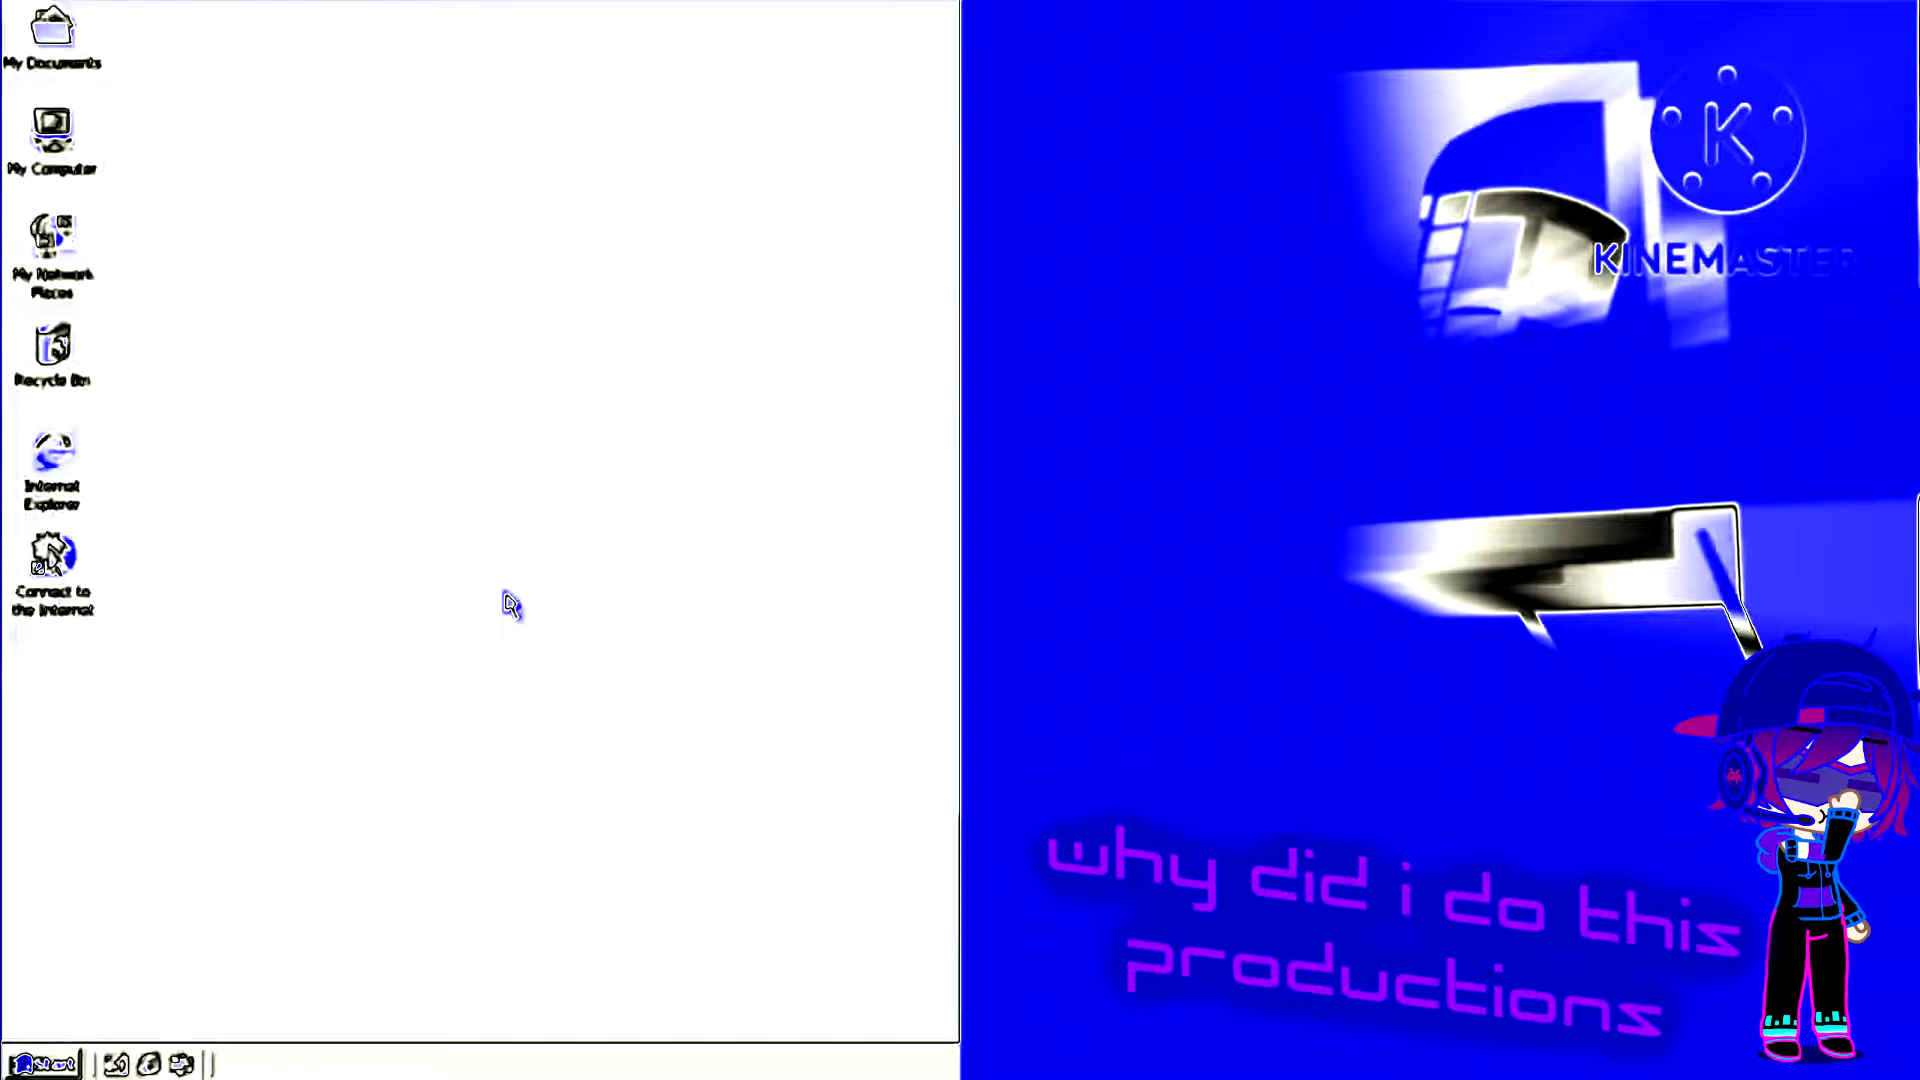 My Documents
My Computer
My Network
Places
Recycle Bin
Internet
Explorer
Connect to
the Internet
Start
K
KINEMASTER
why did i do this
productions